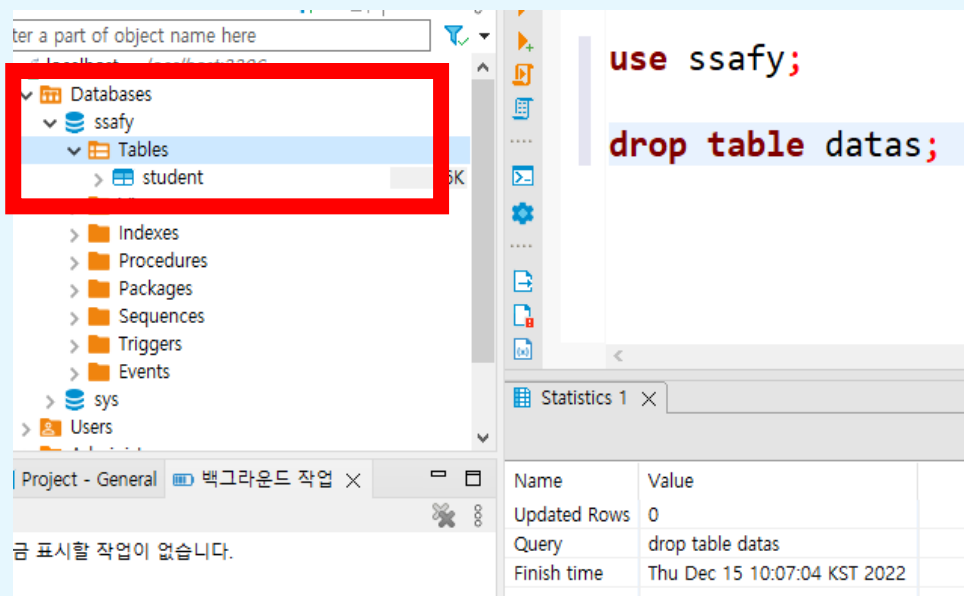 ter a part of object name here
Databases
ssafy
Tables
student
Indexes
Procedures
Packages
Sequences
Triggers
Events
sys
Users
Project - General
백그라운드 작업
금 표시할 작업이 없습니다.
use ssafy;
drop table datas;
Statistics 1
Name Value
Updated Rows 0
Query drop table datas
Finish time Thu Dec 15 10:07:04 KST 2022